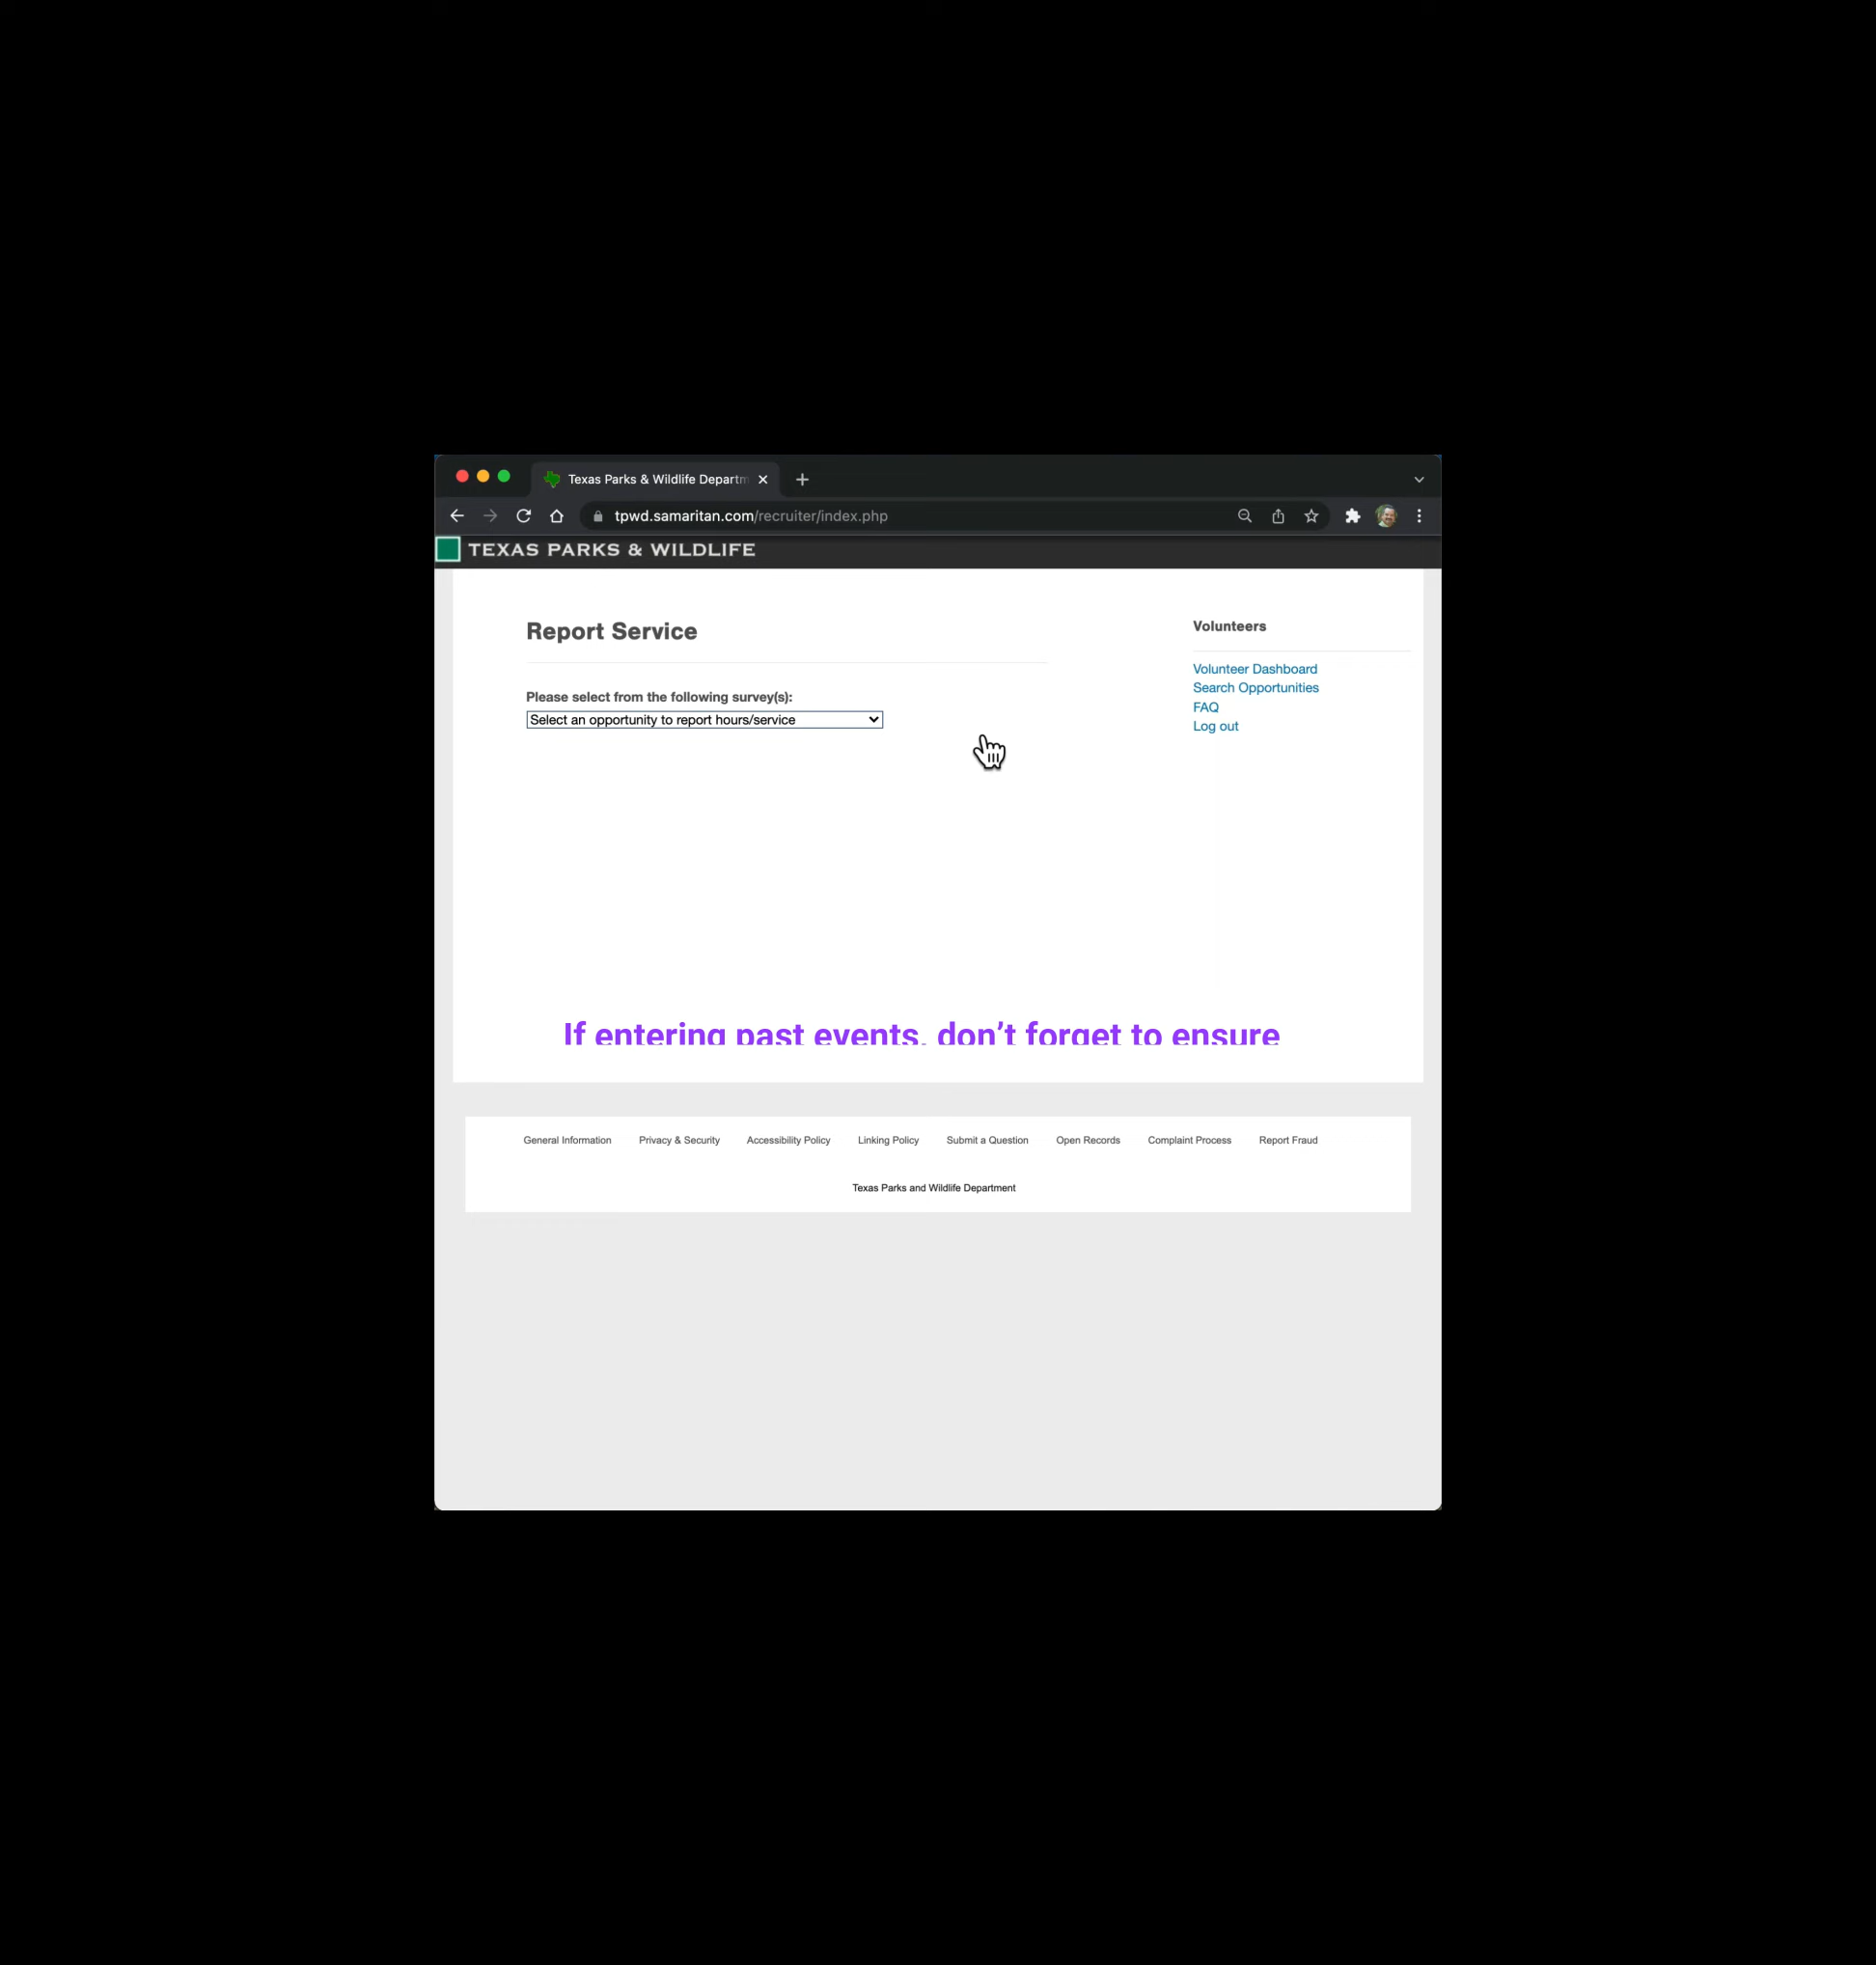 Texas Parks & Wildlife Departm
tpwd.samaritan.com/recruiter/index.php
TEXAS PARKS & WILDLIFE
Report Service
Please select from the following survey(s):
Select an opportunity to report hours/service
Volunteers
Volunteer Dashboard
Search Opportunities
FAQ
Log out
If entering past events, don't forget to ensure
General Information Privacy & Security Accessibility Policy Linking Policy Submit a Question Open Records Complaint Process Report Fraud
Texas Parks and Wildlife Department